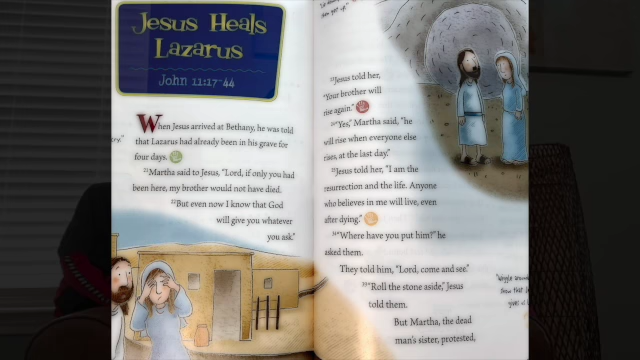 Jesus Heals
Lazarus
John 11:17-44
When Jesus arrived at Bethany, he was told
that Lazarus had already been in his grave for
four days.
21Martha said to Jesus, "Lord, if only you had
been here, my brother would not have died.
22But even now I know that God
will give you whatever
you ask."
23Jesus told her,
"Your brother will
rise again."
24"Yes," Martha said, "he
will rise when everyone else
rises, at the last day."
25Jesus told her, "I am the
resurrection and the life. Anyone
who believes in me will live, even
after dying."
34"Where have you put him?" he
asked them.
They told him, "Lord, come and see."
39"Roll the stone aside," Jesus
told them.
But Martha, the dead
man's sister, protested,